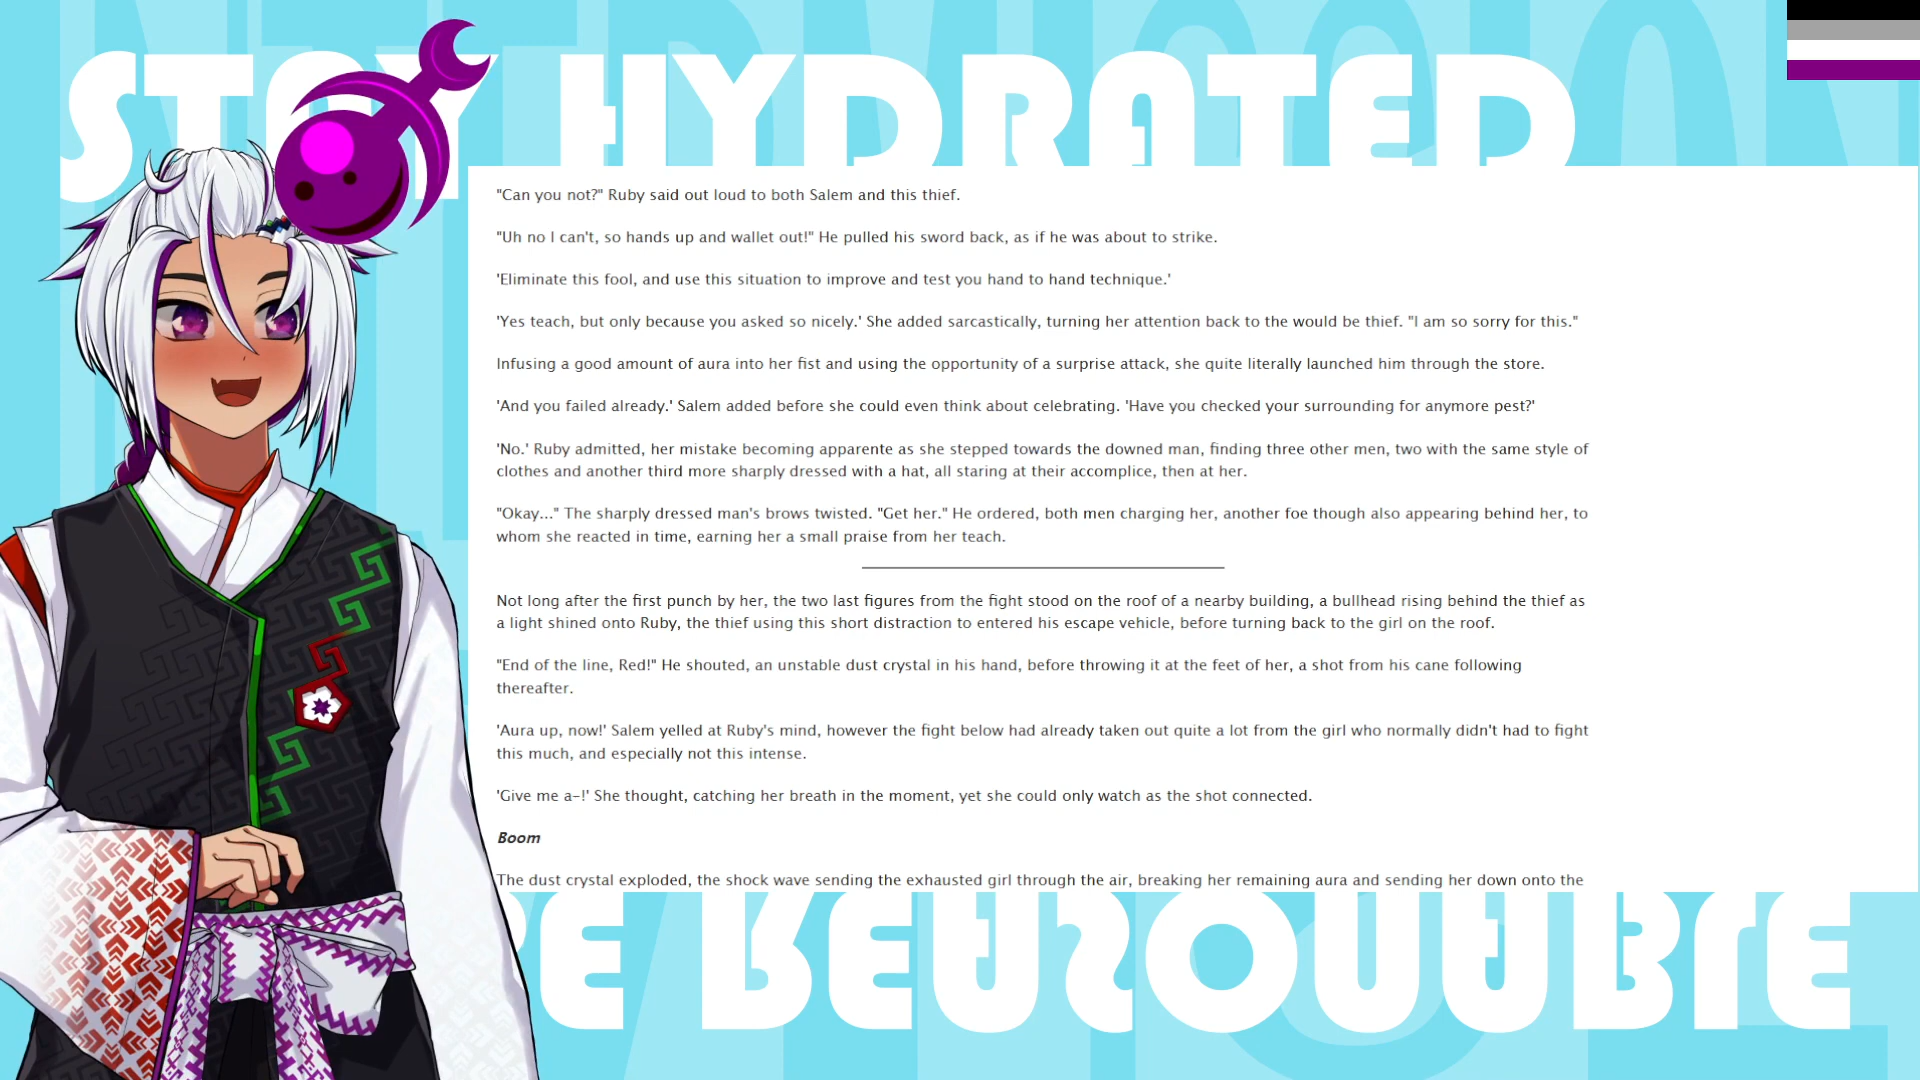 STAY HYDRATED
"Can you not?" Ruby said out loud to both Salem and this thief.
"Uh no I can't, so hands up and wallet out!" He pulled his sword back, as if he was about to strike.
'Eliminate this fool, and use this situation to improve and test you hand to hand technique.'
'Yes teach, but only because you asked so nicely.' She added sarcastically, turning her attention back to the would be thief. "I am so sorry for this."
Infusing a good amount of aura into her fist and using the opportunity of a surprise attack, she quite literally launched him through the store.
'And you failed already.' Salem added before she could even think about celebrating. 'Have you checked your surrounding for anymore pest?'
'No.' Ruby admitted, her mistake becoming apparente as she stepped towards the downed man, finding three other men, two with the same style of
clothes and another third more sharply dressed with a hat, all staring at their accomplice, then at her.
"Okay..." The sharply dressed man's brows twisted. "Get her." He ordered, both men charging her, another foe though also appearing behind her, to
whom she reacted in time, earning her a small praise from her teach.
Not long after the first punch by her, the two last figures from the fight stood on the roof of a nearby building, a bullhead rising behind the thief as
a light shined onto Ruby, the thief using this short distraction to entered his escape vehicle, before turning back to the girl on the roof.
"End of the line, Red!" He shouted, an unstable dust crystal in his hand, before throwing it at the feet of her, a shot from his cane following
thereafter.
'Aura up, now!' Salem yelled at Ruby's mind, however the fight below had already taken out quite a lot from the girl who normally didn't had to fight
this much, and especially not this intense.
'Give me a-!' She thought, catching her breath in the moment, yet she could only watch as the shot connected.
Boom
The dust crystal exploded, the shock wave sending the exhausted girl through the air, breaking her remaining aura and sending her down onto the